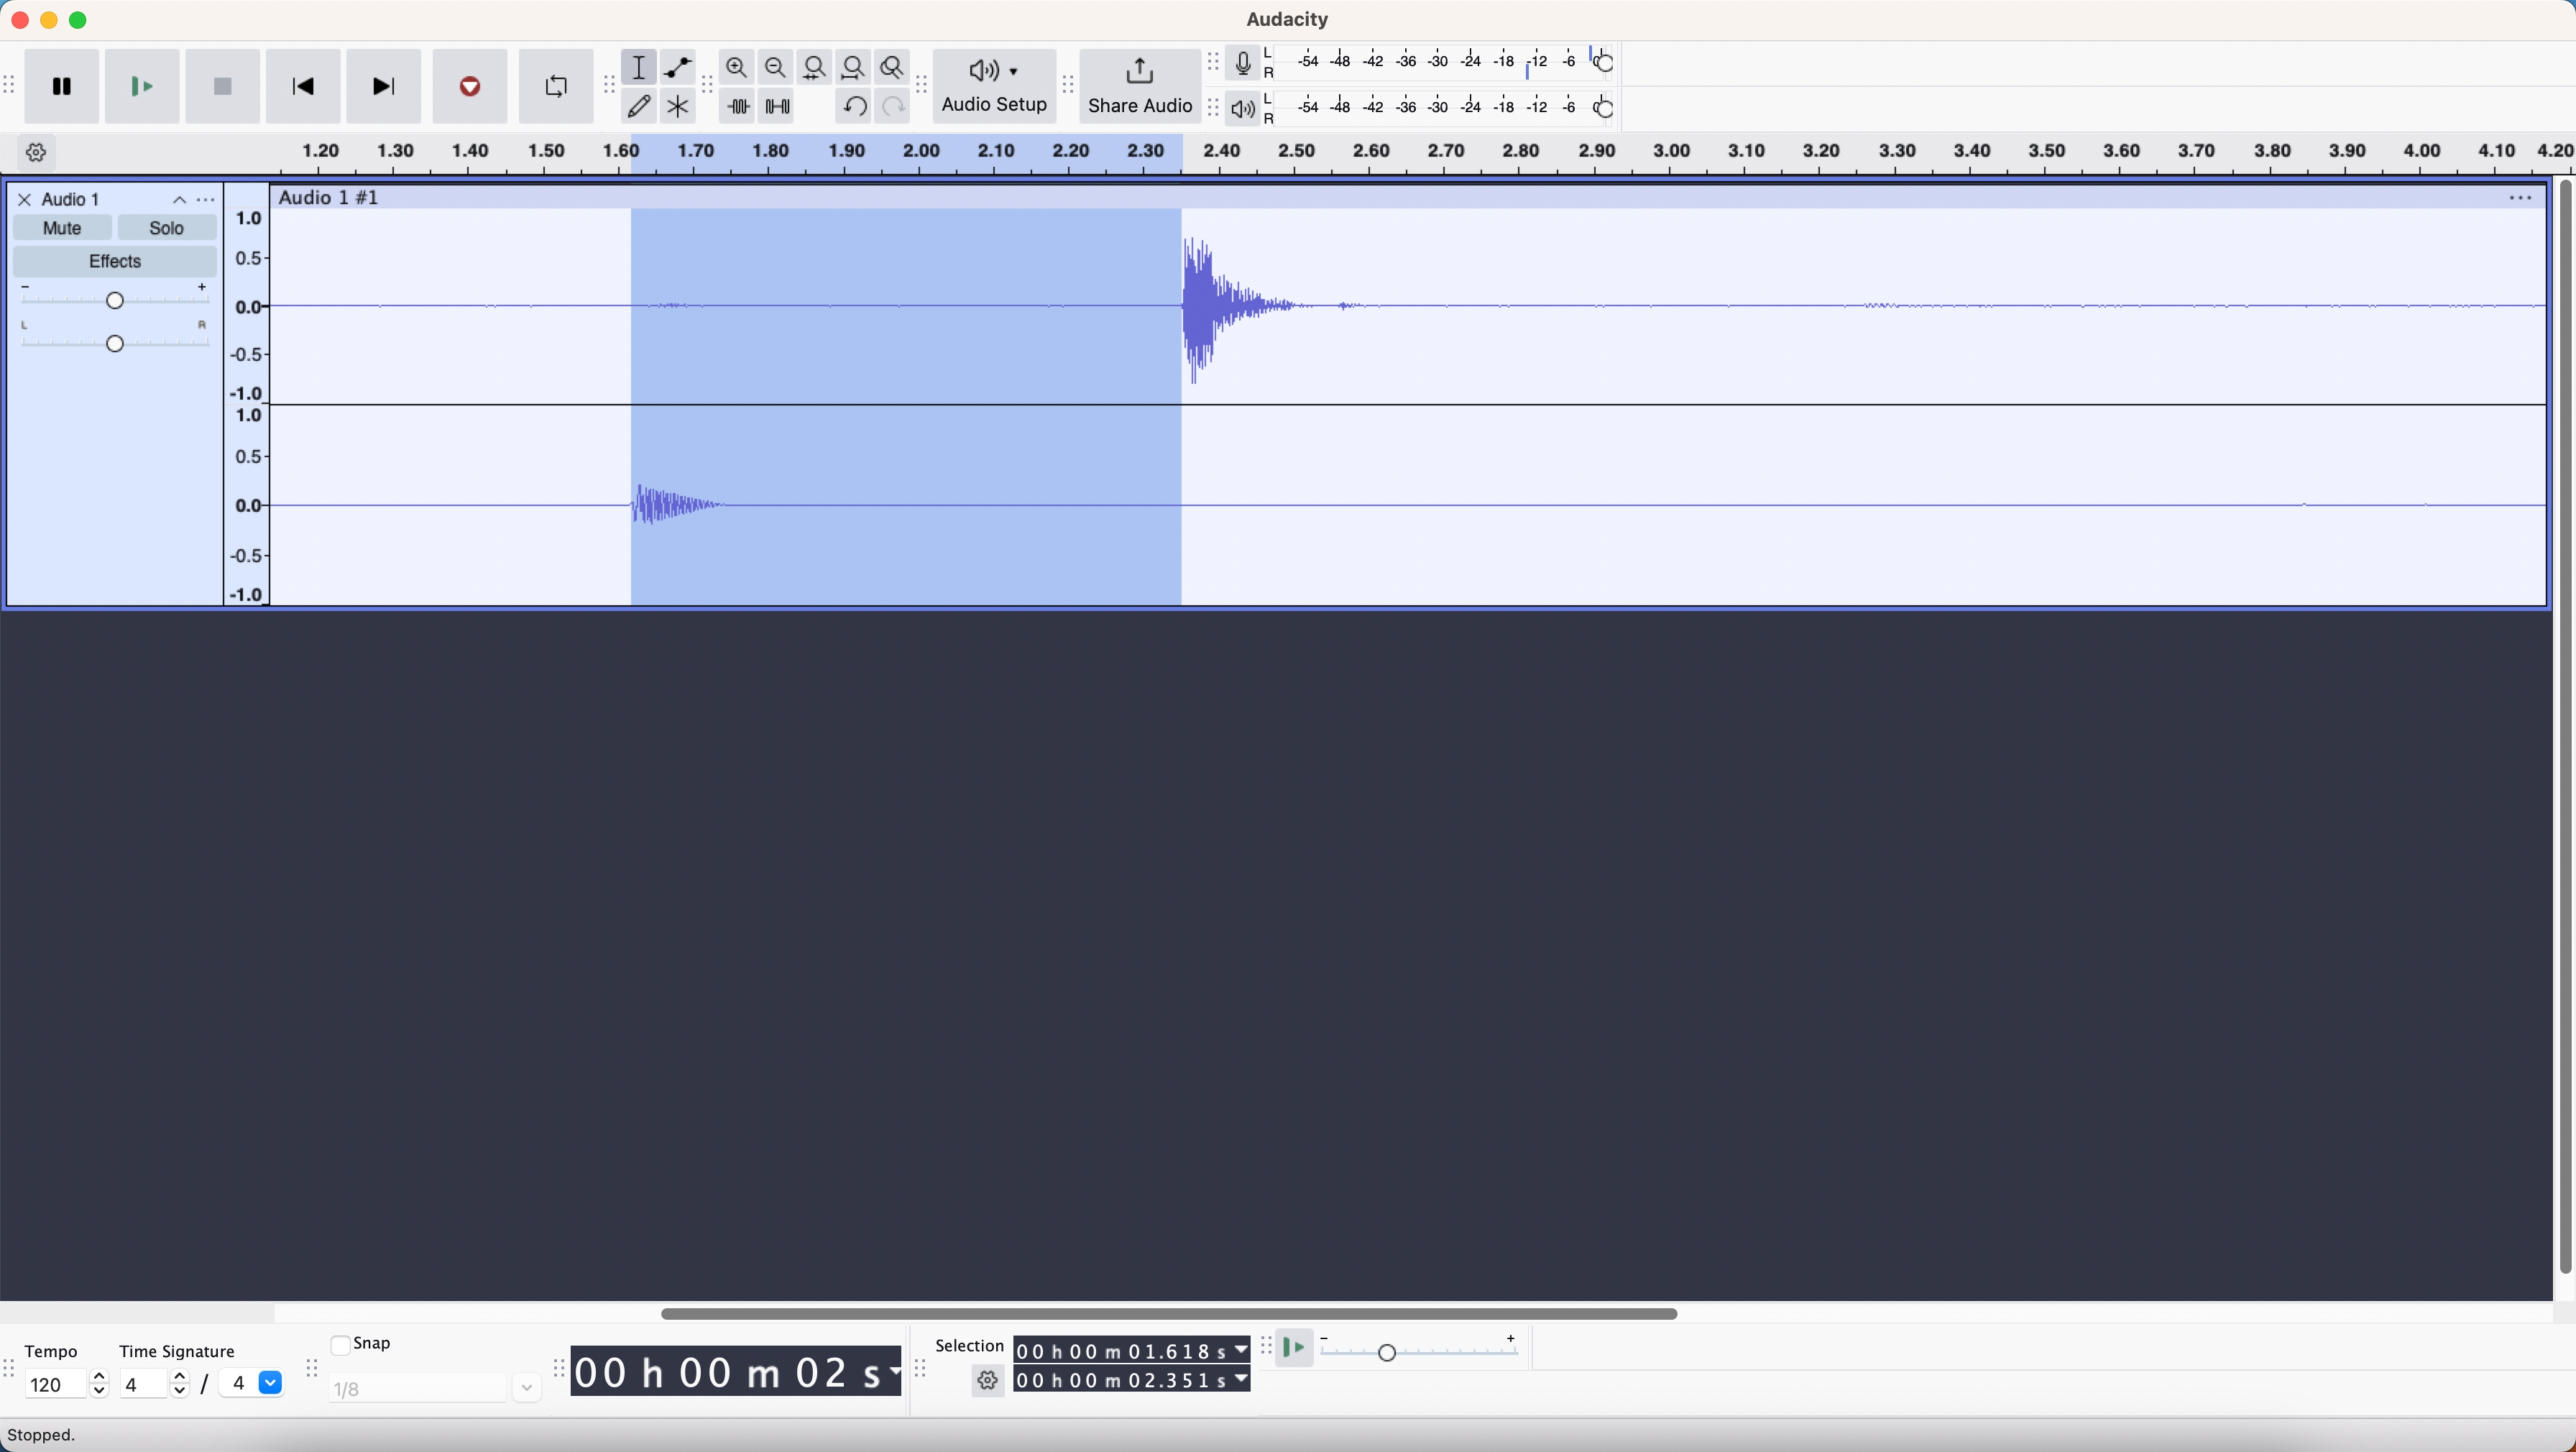 Audacity
Audio Setup
Share Audio
L -54 -48 -42 -36 -30 -24 -18 -12 -6 0
R
L -54 -48 -42 -36 -30 -24 -18 -12 -6 0
R
1.20 1.30 1.40 1.50 1.60 1.70 1.80 1.90 2.00 2.10 2.20 2.30 2.40 2.50 2.60 2.70 2.80 2.90 3.00 3.10 3.20 3.30 3.40 3.50 3.60 3.70 3.80 3.90 4.00 4.10 4.20
Audio 1
Audio 1 #1
Mute Solo
Effects
- +
L R
1.0
0.5-
0.0-
-0.5-
-1.0
1.0
0.5-
0.0-
-0.5-
-1.0
Tempo
120
Time Signature
4 / 4
Snap
1/8
00 h 00 m 02 s
Selection
00 h 00 m 01.618 s
00 h 00 m 02.351 s
- +
Stopped.